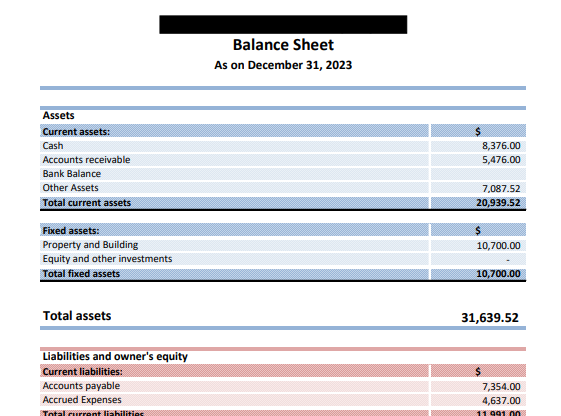 Balance Sheet
As on December 31, 2023
Assets
Current assets: $
Cash 8,376.00
Accounts receivable 5,476.00
Bank Balance
Other Assets 7,087.52
Total current assets 20,939.52
Fixed assets: $
Property and Building 10,700.00
Equity and other investments -
Total fixed assets 10,700.00
Total assets 31,639.52
Liabilities and owner's equity
Current liabilities: $
Accounts payable 7,354.00
Accrued Expenses 4,637.00
Total current liabilities 11,991.00